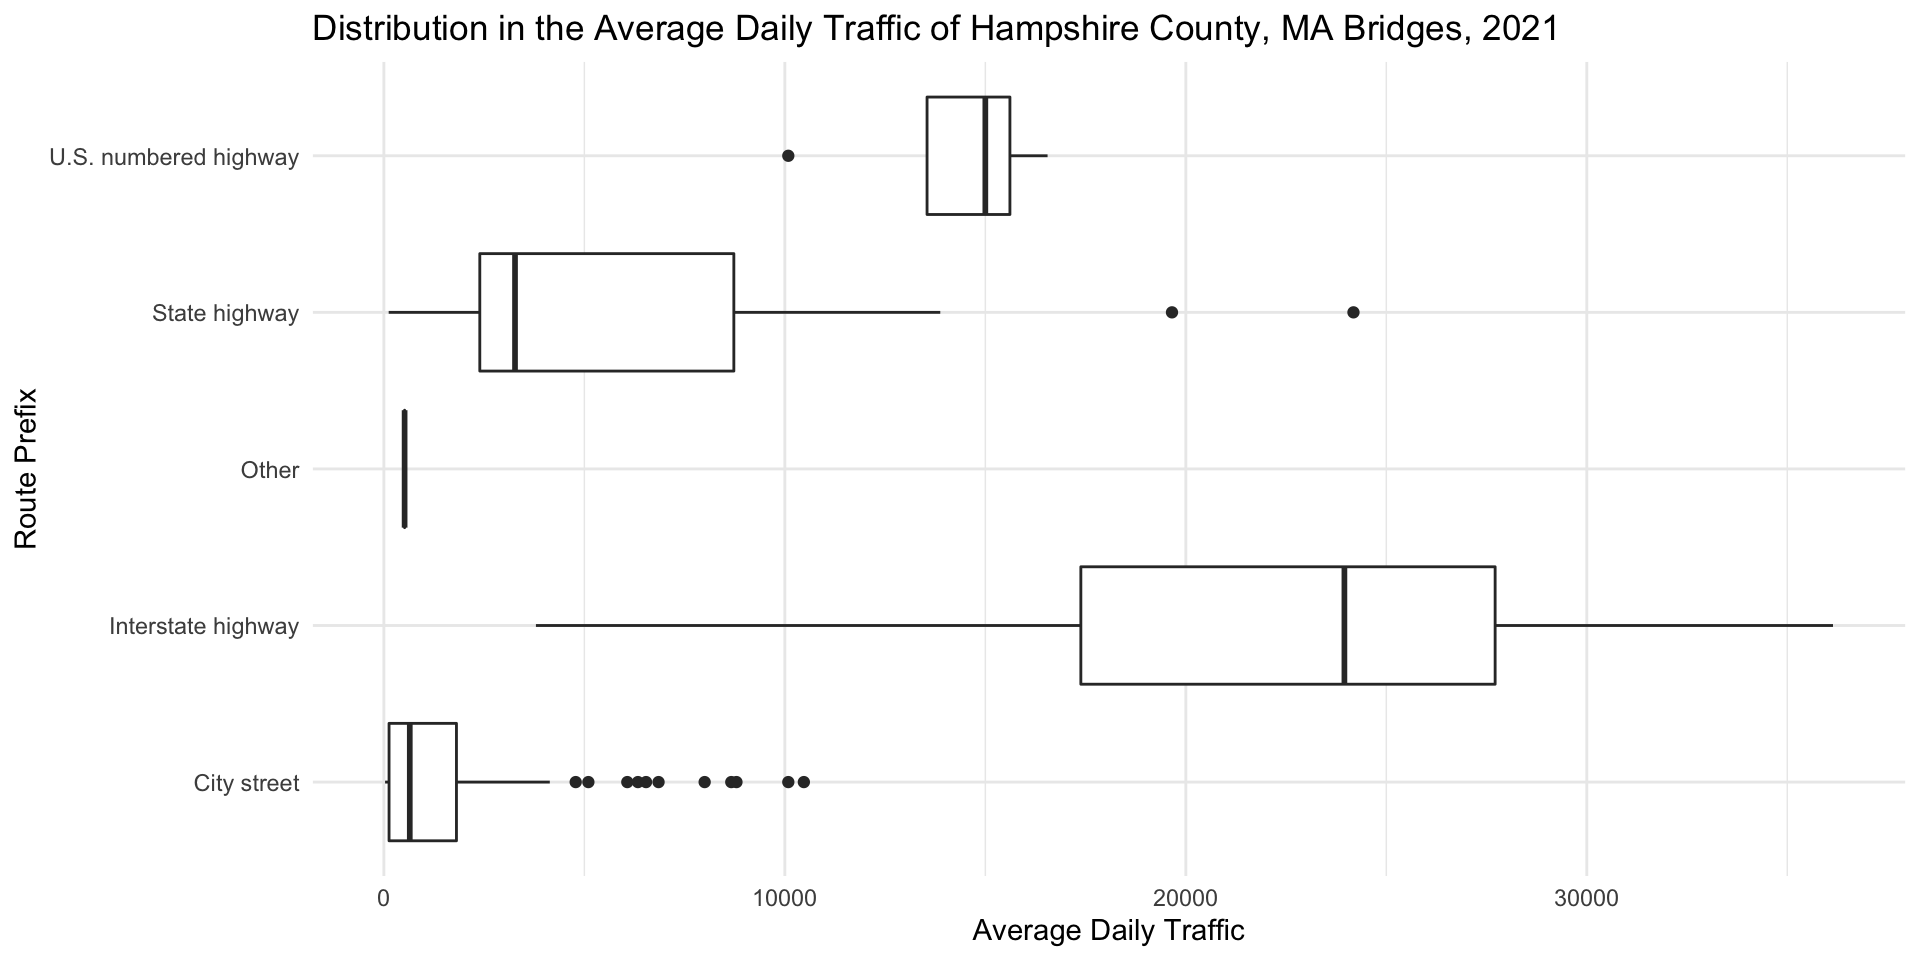 Distribution in the Average Daily Traffic of Hampshire County, MA Bridges, 2021
Route Prefix
U.S. numbered highway
State highway
Other
Interstate highway
City street
0 10000 20000 30000
Average Daily Traffic